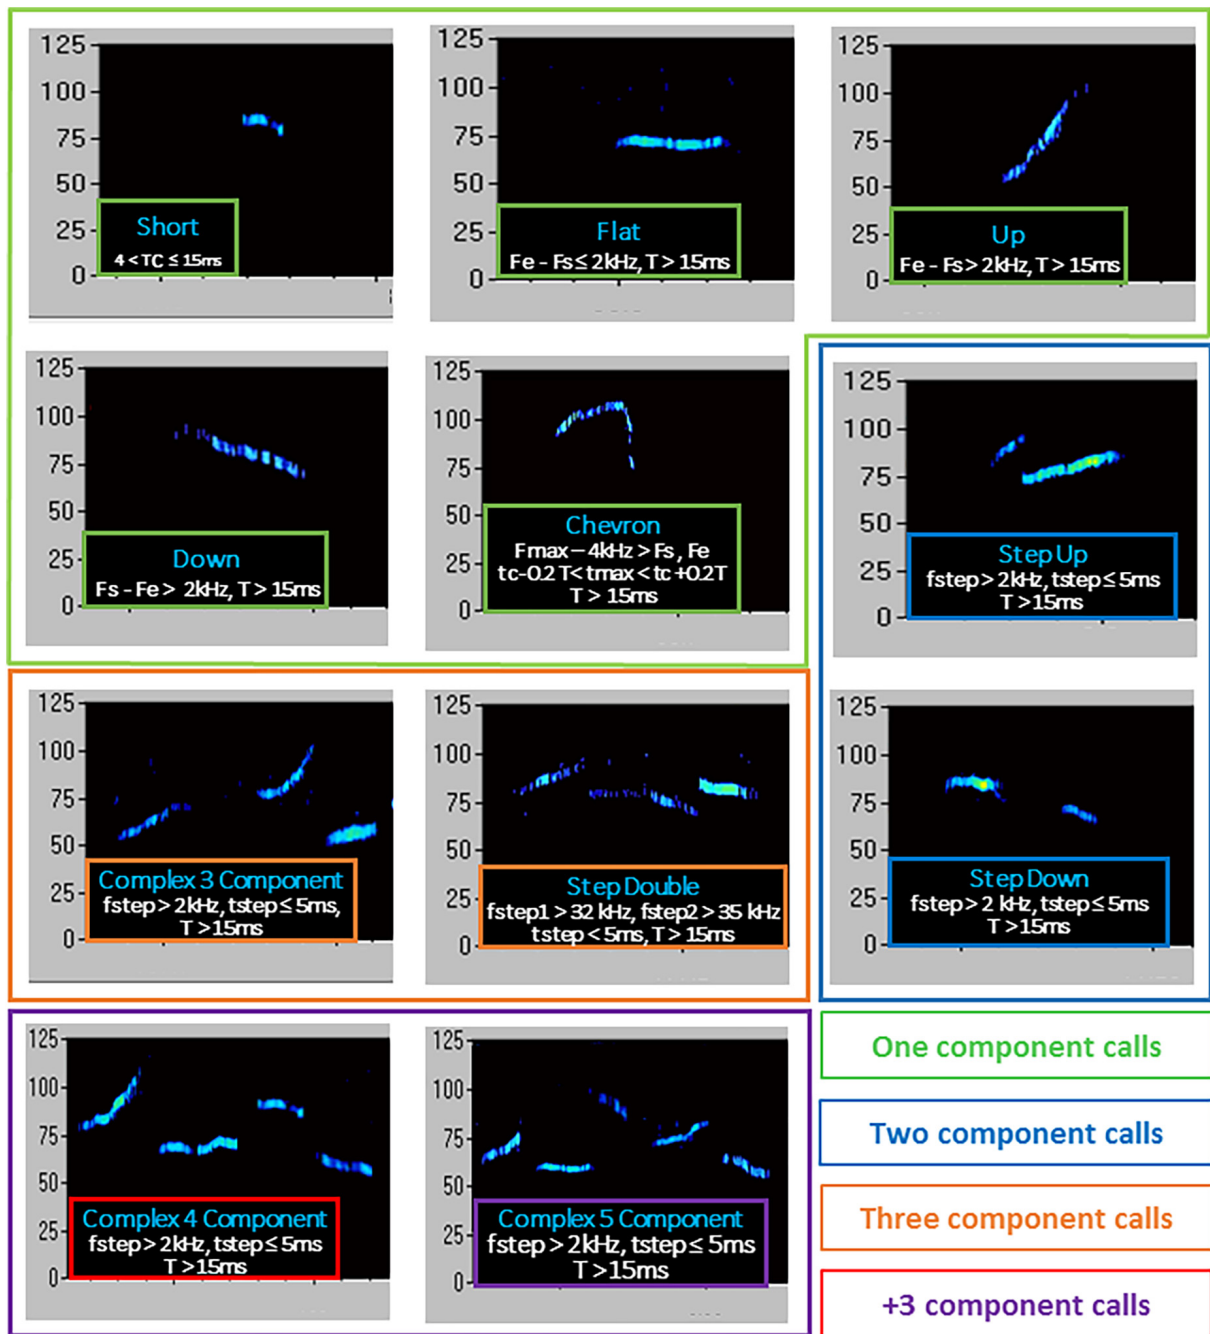 125
100
75
50
25
0
Short
4 < TC ≤ 15ms
125
100
75
50
25
0
Flat
Fe - Fs ≤ 2kHz, T > 15ms
125
100
75
50
25
0
Up
Fe - Fs > 2kHz, T > 15ms
125
100
75
50
25
0
Down
Fs - Fe > 2kHz, T > 15ms
125
100
75
50
25
0
Chevron
Fmax - 4kHz > Fs, Fe
tc-0.2T < tmax < tc+0.2T
T > 15ms
125
100
75
50
25
0
Step Up
fstep > 2kHz, tstep ≤ 5ms
T > 15ms
125
100
75
50
25
0
Complex 3 Component
fstep > 2kHz, tstep ≤ 5ms,
T > 15ms
125
100
75
50
25
0
Step Double
fstep1 > 32 kHz, fstep2 > 35 kHz
tstep < 5ms, T > 15ms
125
100
75
50
25
0
Step Down
fstep > 2 kHz, tstep ≤ 5ms
T > 15ms
125
100
75
50
25
0
Complex 4 Component
fstep > 2kHz, tstep ≤ 5ms
T > 15ms
125
100
75
50
25
0
Complex 5 Component
fstep > 2kHz, tstep ≤ 5ms
T > 15ms
One component calls
Two component calls
Three component calls
+3 component calls